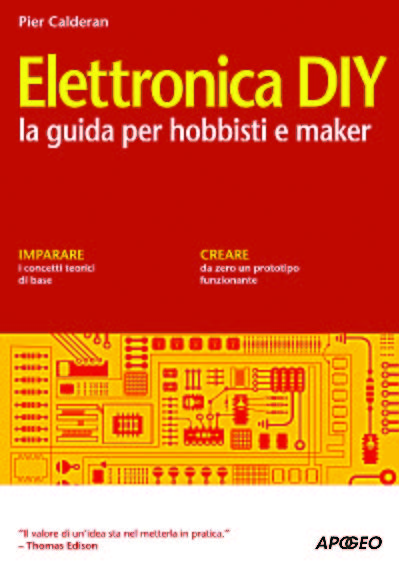 Pier Calderan
Elettronica DIY
la guida per hobbisti e maker
IMPARARE
i concetti teorici
di base
CREARE
da zero un prototipo
funzionante
"Il valore di un'idea sta nel metterla in pratica."
– Thomas Edison
APOGEO